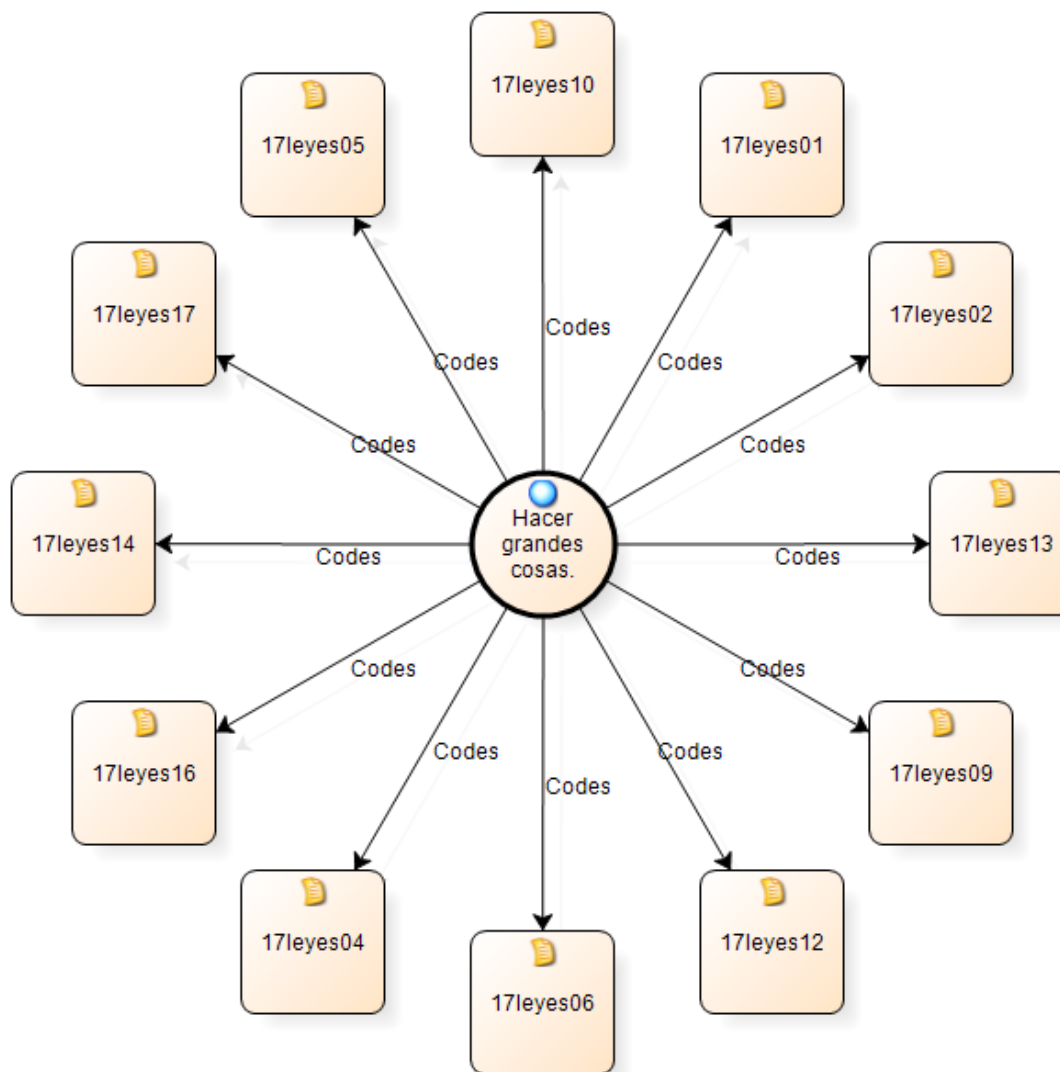 17leyes10
17leyes05
17leyes01
17leyes17
17leyes02
Codes
Codes
Codes
Codes
Codes
Hacer
grandes
cosas.
17leyes14
Codes
Codes
17leyes13
Codes
Codes
17leyes16
Codes
Codes
Codes
17leyes09
17leyes04
17leyes12
17leyes06